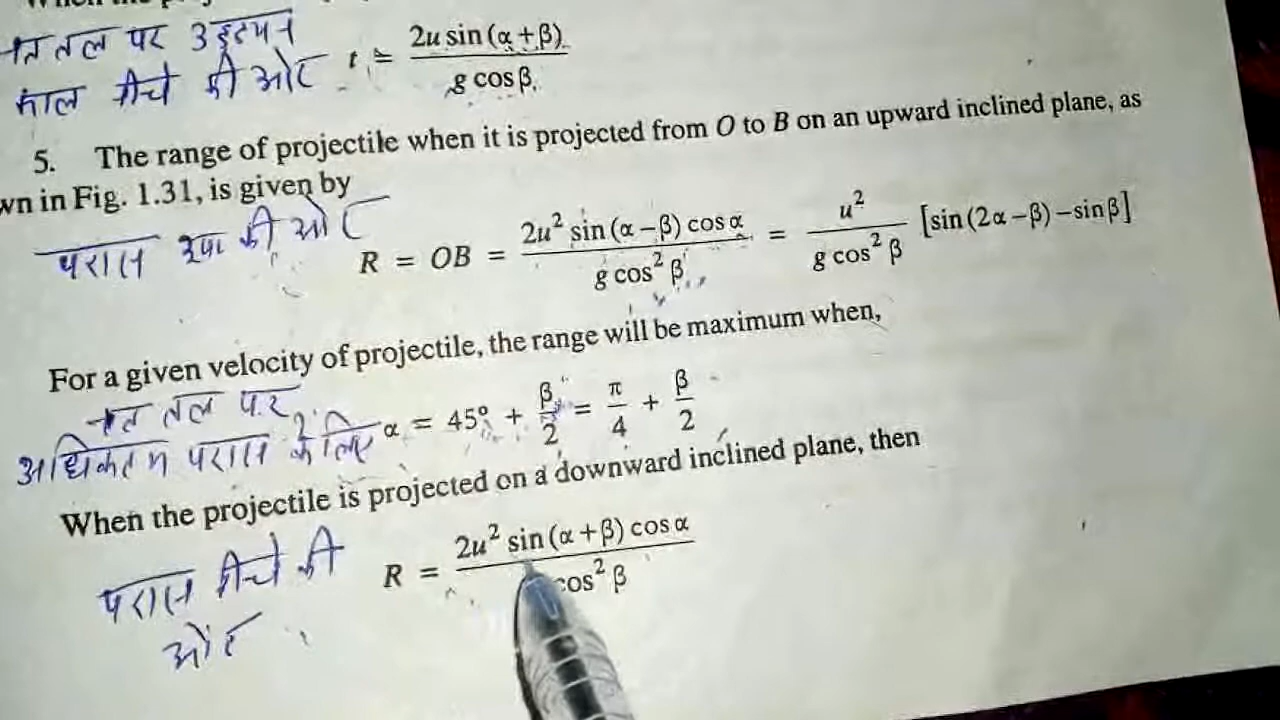 नत तल पर उड्डयन
काल नीचे की ओर t = 2u sin (α + β) / g cos β
5. The range of projectile when it is projected from O to B on an upward inclined plane, as
wn in Fig. 1.31, is given by
परास ऊपर की ओर
R = OB = 2u² sin (α – β) cos α / g cos² β = u² / g cos² β [sin (2α – β) – sin β]
For a given velocity of projectile, the range will be maximum when,
नत तल पर
अधिकतम परास के लिए α = 45° + β/2 = π/4 + β/2
When the projectile is projected on a downward inclined plane, then
परास नीचे की
ओर
R = 2u² sin (α + β) cos α / cos² β